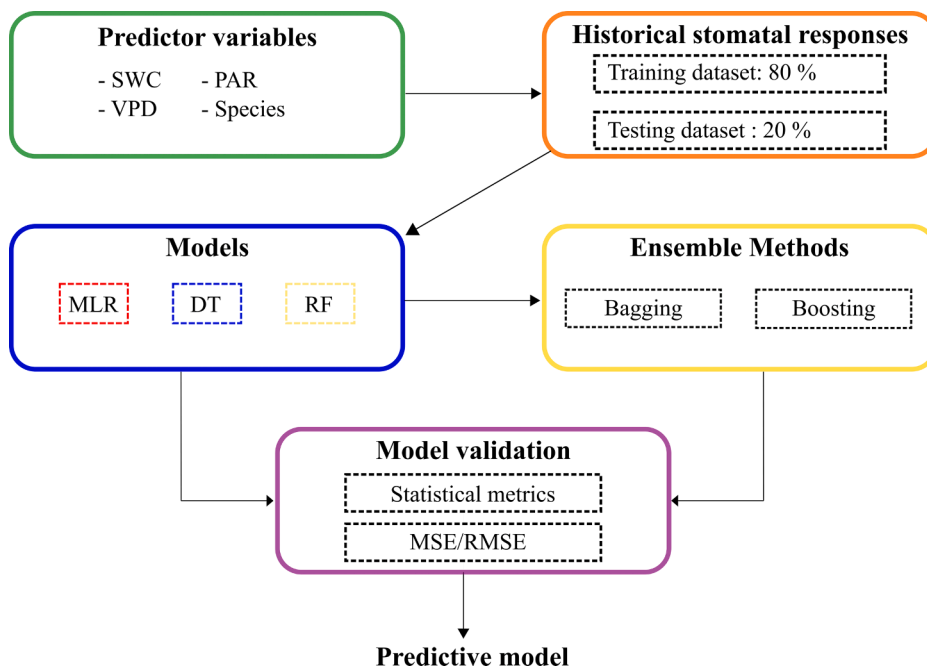 Predictor variables
- SWC - PAR
- VPD - Species
Historical stomatal responses
Training dataset: 80 %
Testing dataset : 20 %
Models
MLR DT RF
Ensemble Methods
Bagging Boosting
Model validation
Statistical metrics
MSE/RMSE
Predictive model